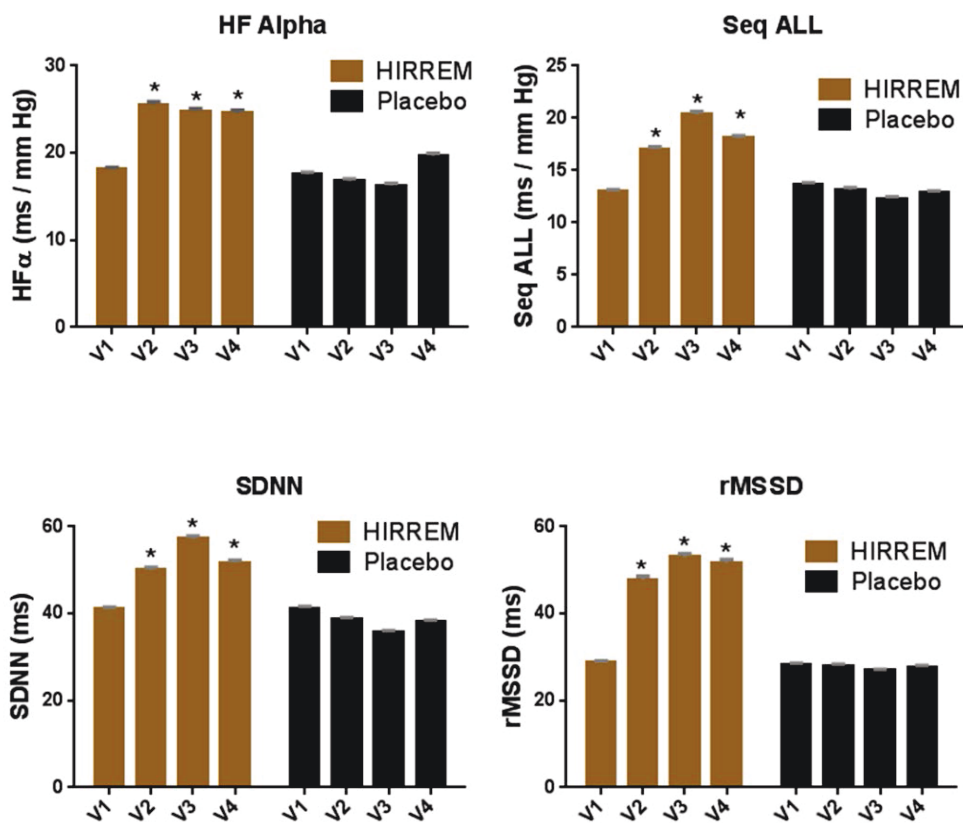 HF Alpha
HFα (ms / mm Hg)
30
20
10
0
* * *
HIRREM
Placebo
V1 V2 V3 V4 V1 V2 V3 V4
Seq ALL
Seq ALL (ms / mm Hg)
25
20
15
10
5
0
* * *
HIRREM
Placebo
V1 V2 V3 V4 V1 V2 V3 V4
SDNN
SDNN (ms)
60
40
20
0
* * *
HIRREM
Placebo
V1 V2 V3 V4 V1 V2 V3 V4
rMSSD
rMSSD (ms)
60
40
20
0
* * *
HIRREM
Placebo
V1 V2 V3 V4 V1 V2 V3 V4